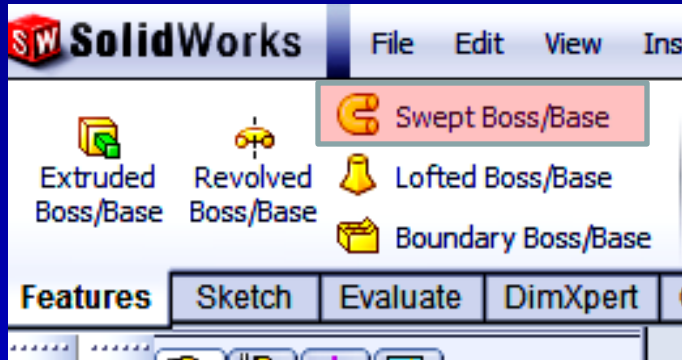 SW SolidWorks File Edit View Ins
Swept Boss/Base
Extruded Boss/Base
Revolved Boss/Base
Lofted Boss/Base
Boundary Boss/Base
Features Sketch Evaluate DimXpert